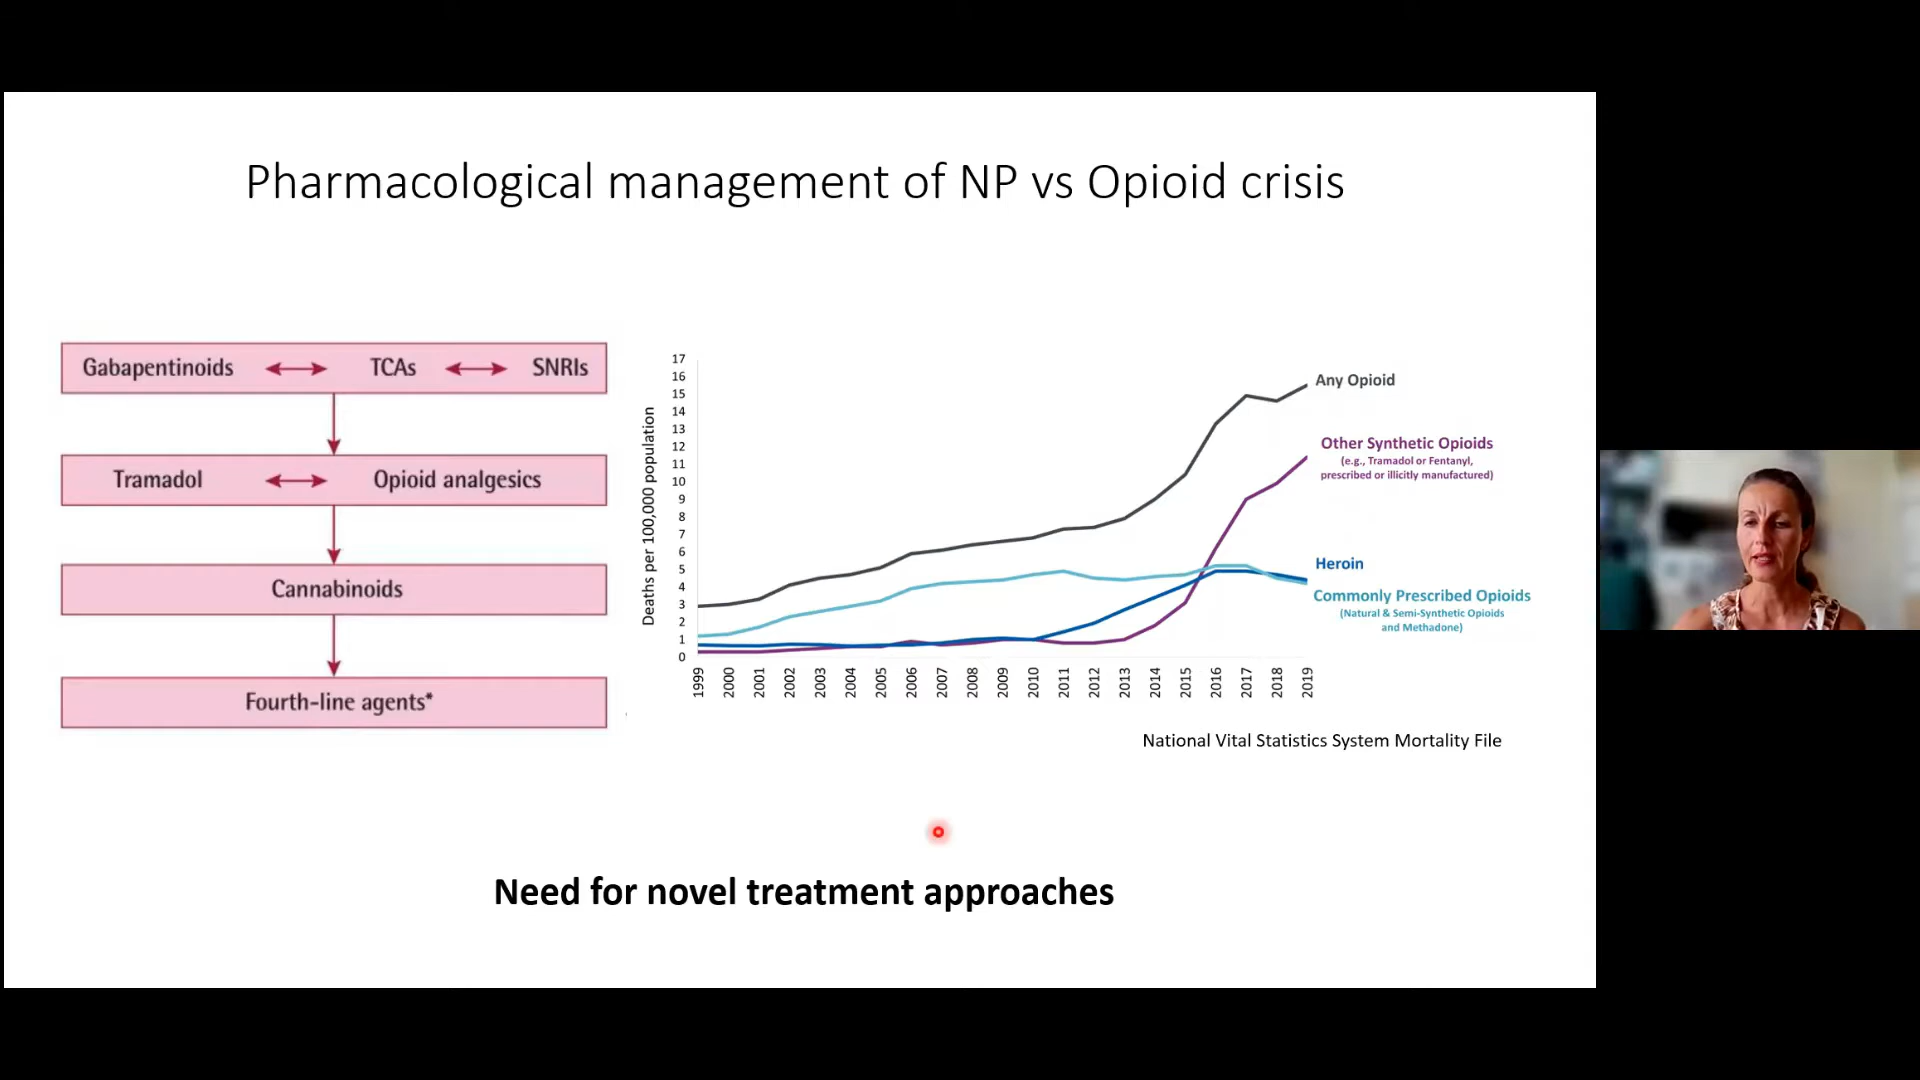 Pharmacological management of NP vs Opioid crisis
Gabapentinoids TCAs SNRIs
Tramadol Opioid analgesics
Cannabinoids
Fourth-line agents*
Deaths per 100,000 population
17
16
15
14
13
12
11
10
9
8
7
6
5
4
3
2
1
0
1999 2000 2001 2002 2003 2004 2005 2006 2007 2008 2009 2010 2011 2012 2013 2014 2015 2016 2017 2018 2019
Any Opioid
Other Synthetic Opioids
(e.g., Tramadol or Fentanyl,
prescribed or illicitly manufactured)
Heroin
Commonly Prescribed Opioids
(Natural & Semi-Synthetic Opioids
and Methadone)
National Vital Statistics System Mortality File
Need for novel treatment approaches